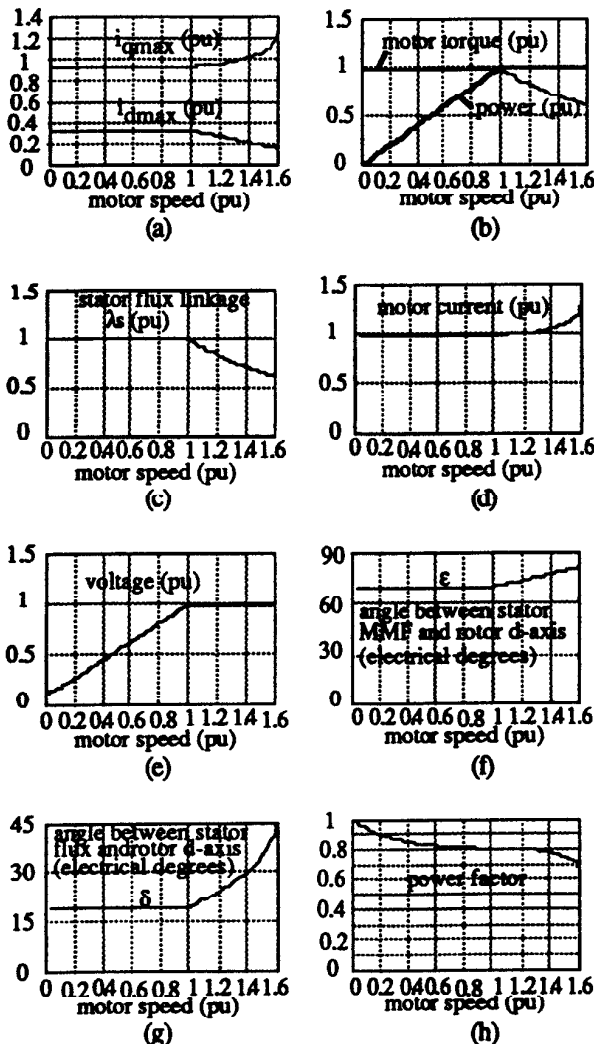 1.4
1.2
1
0.8
0.6
0.4
0.2
0
iqmax (pu)
idmax (pu)
0 0.2 0.4 0.6 0.8 1 1.2 1.4 1.6
motor speed (pu)
(a)
1.5
1
0.5
0
motor torque (pu)
power (pu)
0 0.2 0.4 0.6 0.8 1 1.2 1.4 1.6
motor speed (pu)
(b)
1.5
1
0.5
0
stator flux linkage
λs (pu)
0 0.2 0.4 0.6 0.8 1 1.2 1.4 1.6
motor speed (pu)
(c)
1.5
1
0.5
0
motor current (pu)
0 0.2 0.4 0.6 0.8 1 1.2 1.4 1.6
motor speed (pu)
(d)
1.5
1
0.5
0
voltage (pu)
0 0.2 0.4 0.6 0.8 1 1.2 1.4 1.6
motor speed (pu)
(e)
90
60
30
0
ε
angle between stator
MMF and rotor d-axis
(electrical degrees)
0 0.2 0.4 0.6 0.8 1 1.2 1.4 1.6
motor speed (pu)
(f)
45
30
15
0
angle between stator
flux androtor d-axis
(electrical degrees)
δ
0 0.2 0.4 0.6 0.8 1 1.2 1.4 1.6
motor speed (pu)
(g)
1
0.8
0.6
0.4
0.2
0
power factor
0 0.2 0.4 0.6 0.8 1 1.2 1.4 1.6
motor speed (pu)
(h)